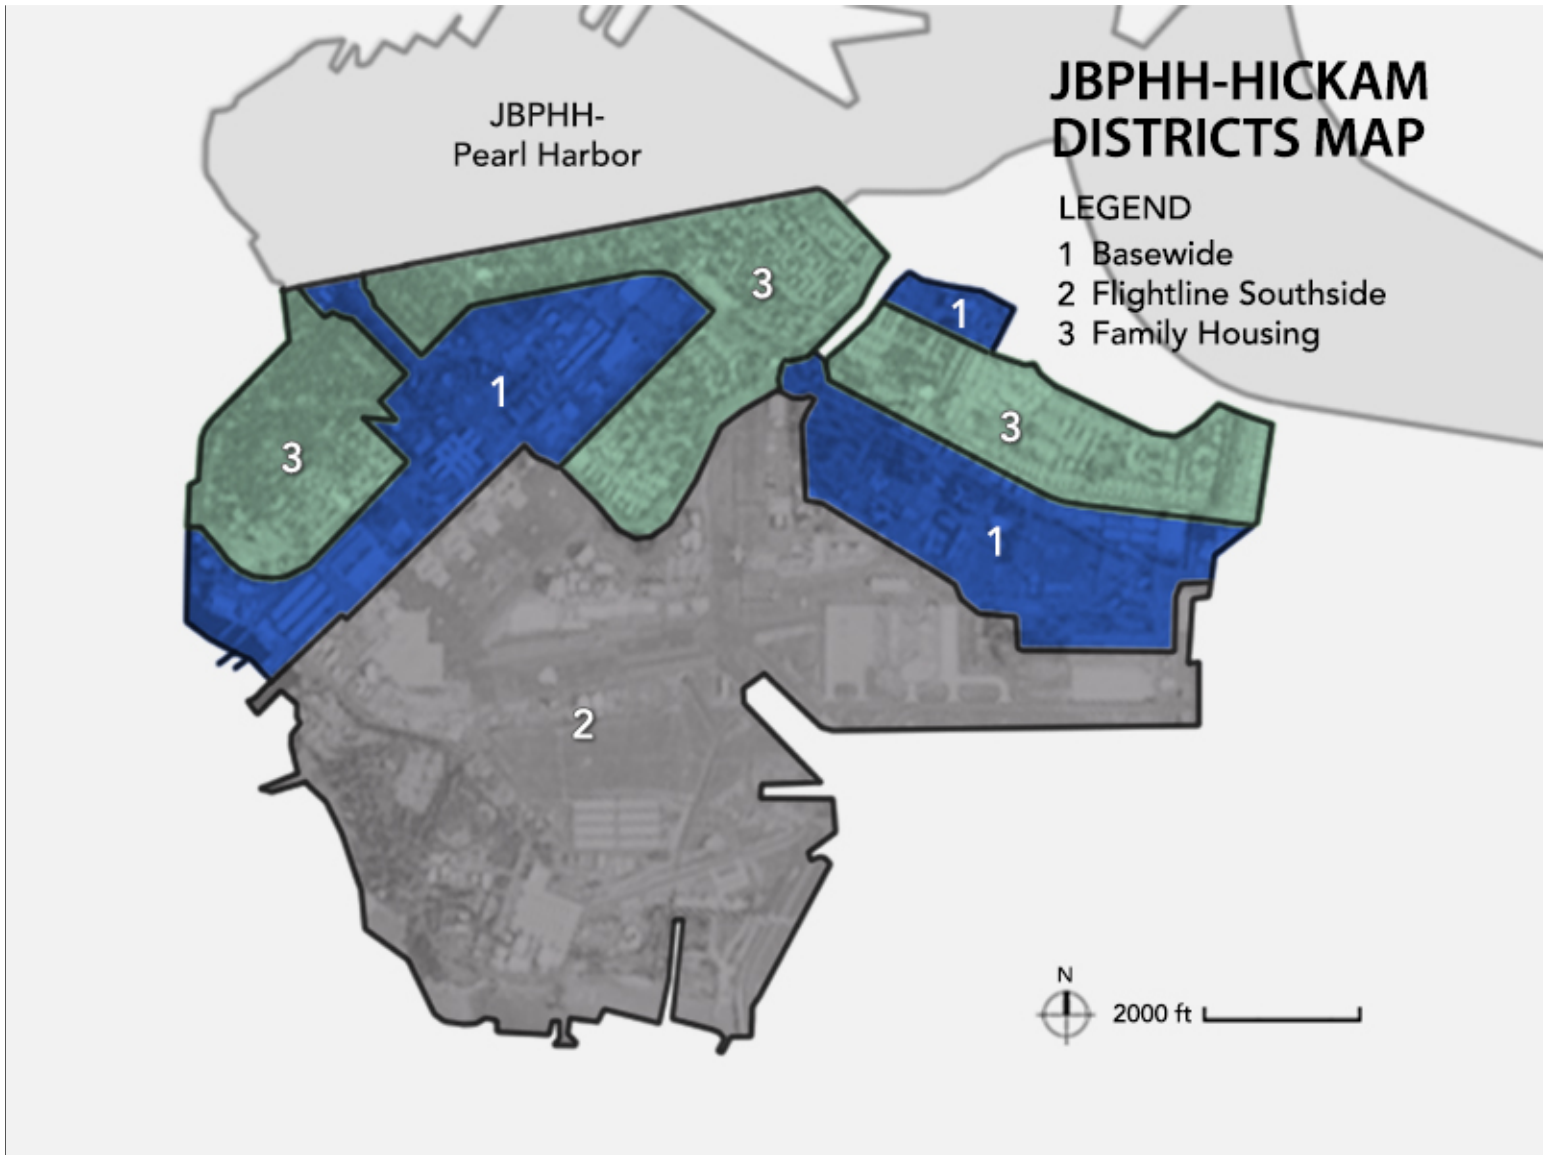 JBPHH-HICKAM
DISTRICTS MAP
JBPHH-
Pearl Harbor
LEGEND
1 Basewide
2 Flightline Southside
3 Family Housing
3
1
1
3
3
1
2
N
2000 ft